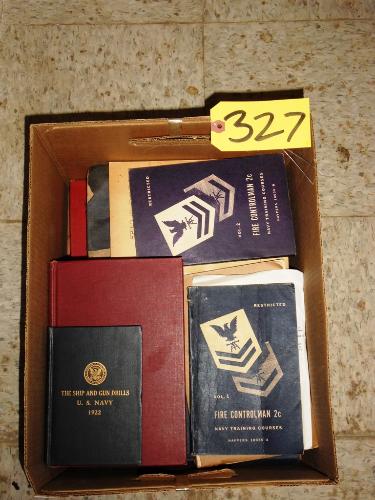 327
RESTRICTED
VOL. 2
FIRE CONTROLMAN 2c
NAVY TRAINING COURSES
RESTRICTED
VOL. 1
FIRE CONTROLMAN 2c
NAVY TRAINING COURSES
THE SHIP AND GUN DRILLS
U. S. NAVY
1922